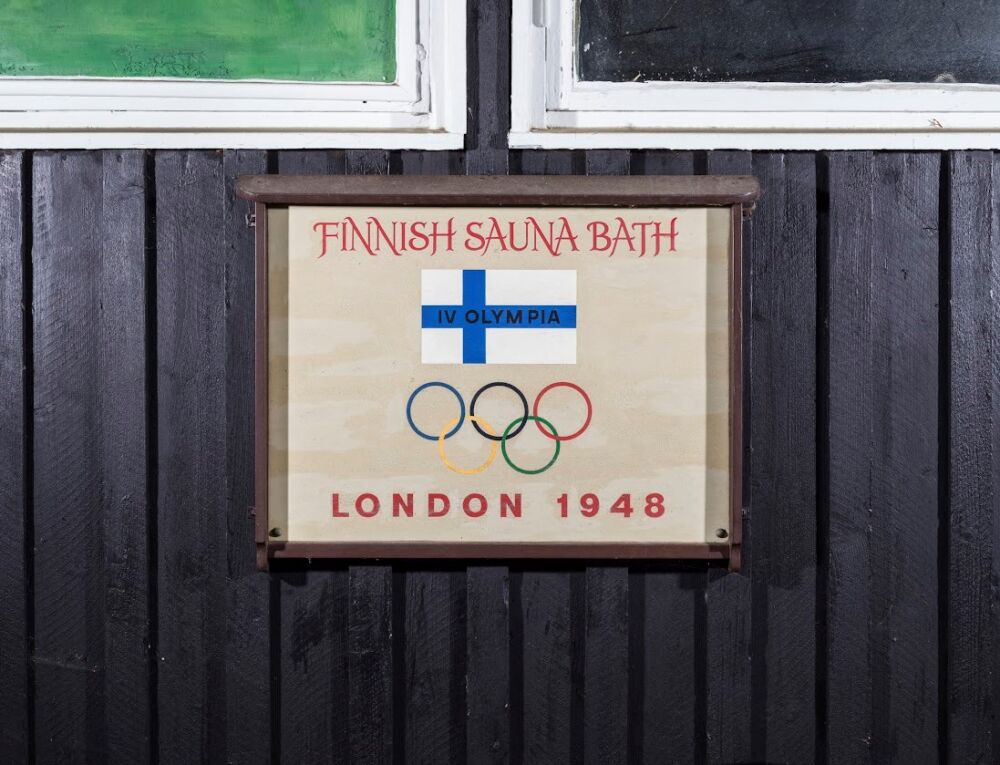 FINNISH SAUNA BATH
IV OLYMPIA
LONDON 1948